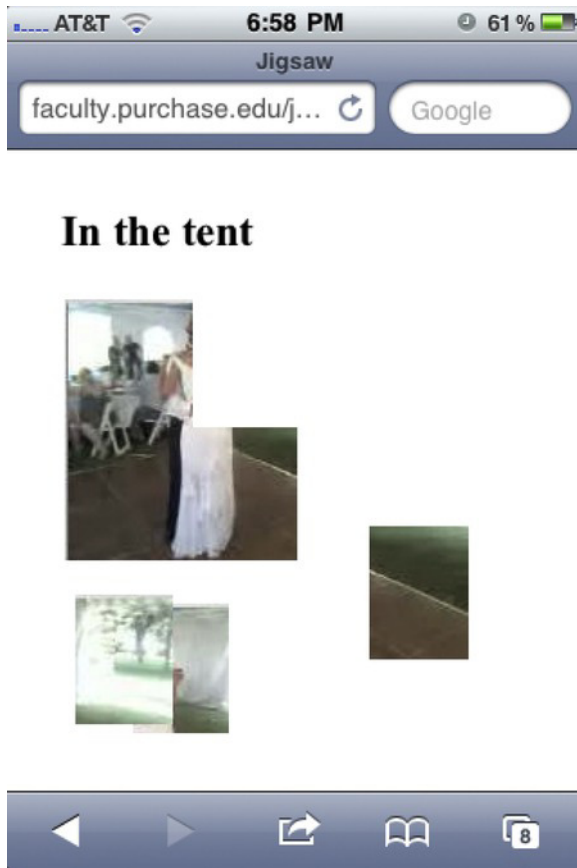 AT&T 6:58 PM 61%
Jigsaw
faculty.purchase.edu/j... Google
In the tent
8